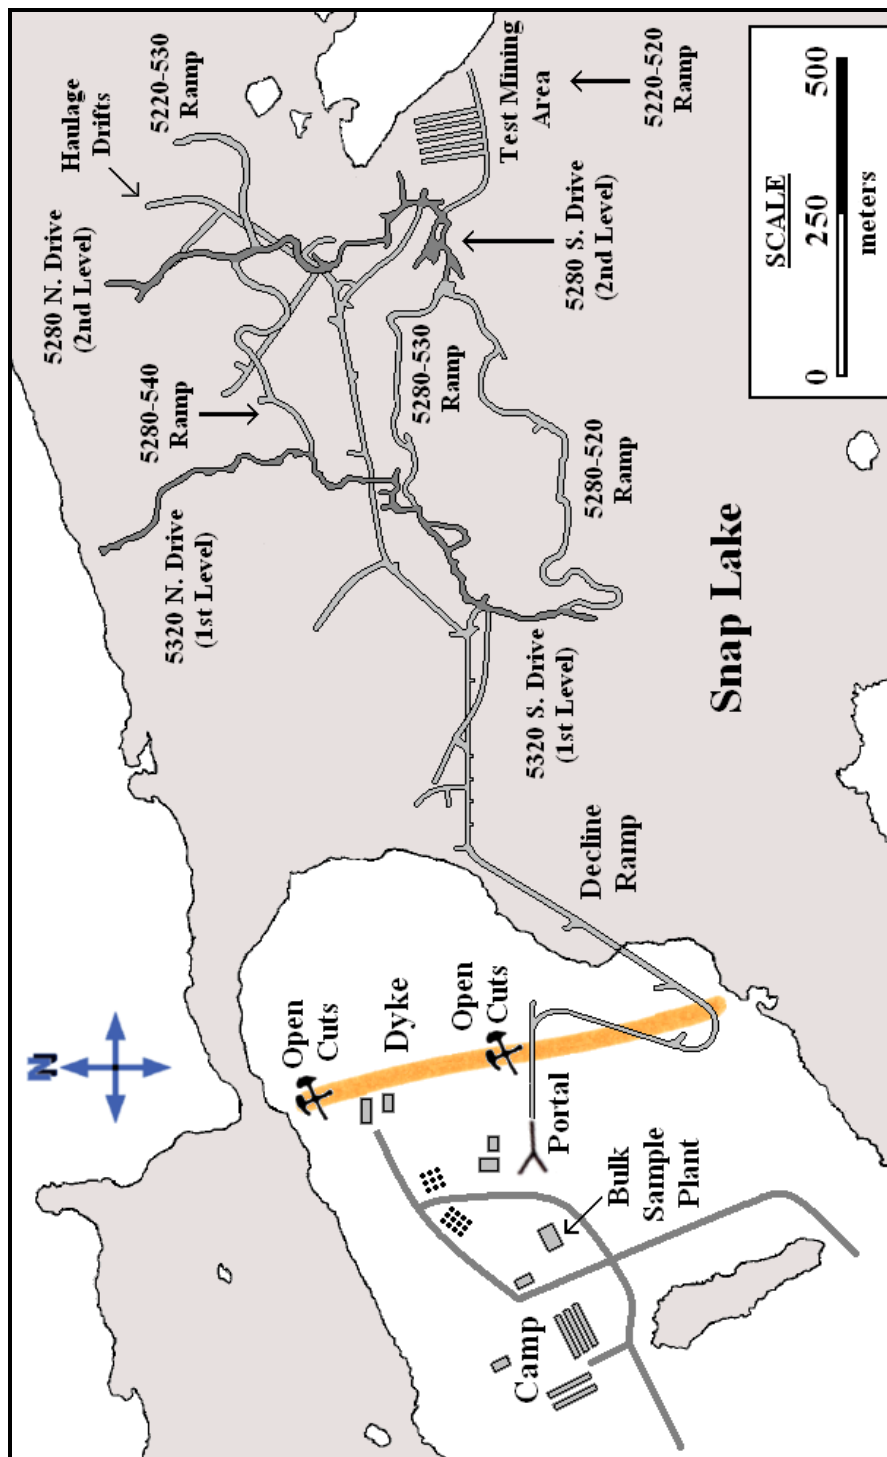 N
5280 N. Drive
(2nd Level)
Haulage
Drifts
5220-530
Ramp
5280-540
Ramp
5320 N. Drive
(1st Level)
Open
Cuts
Dyke
Open
Cuts
Portal
Bulk
Sample
Plant
Camp
Decline
Ramp
5320 S. Drive
(1st Level)
5280-530
Ramp
5280-520
Ramp
5280 S. Drive
(2nd Level)
Test Mining
Area
5220-520
Ramp
Snap Lake
SCALE
0 250 500
meters